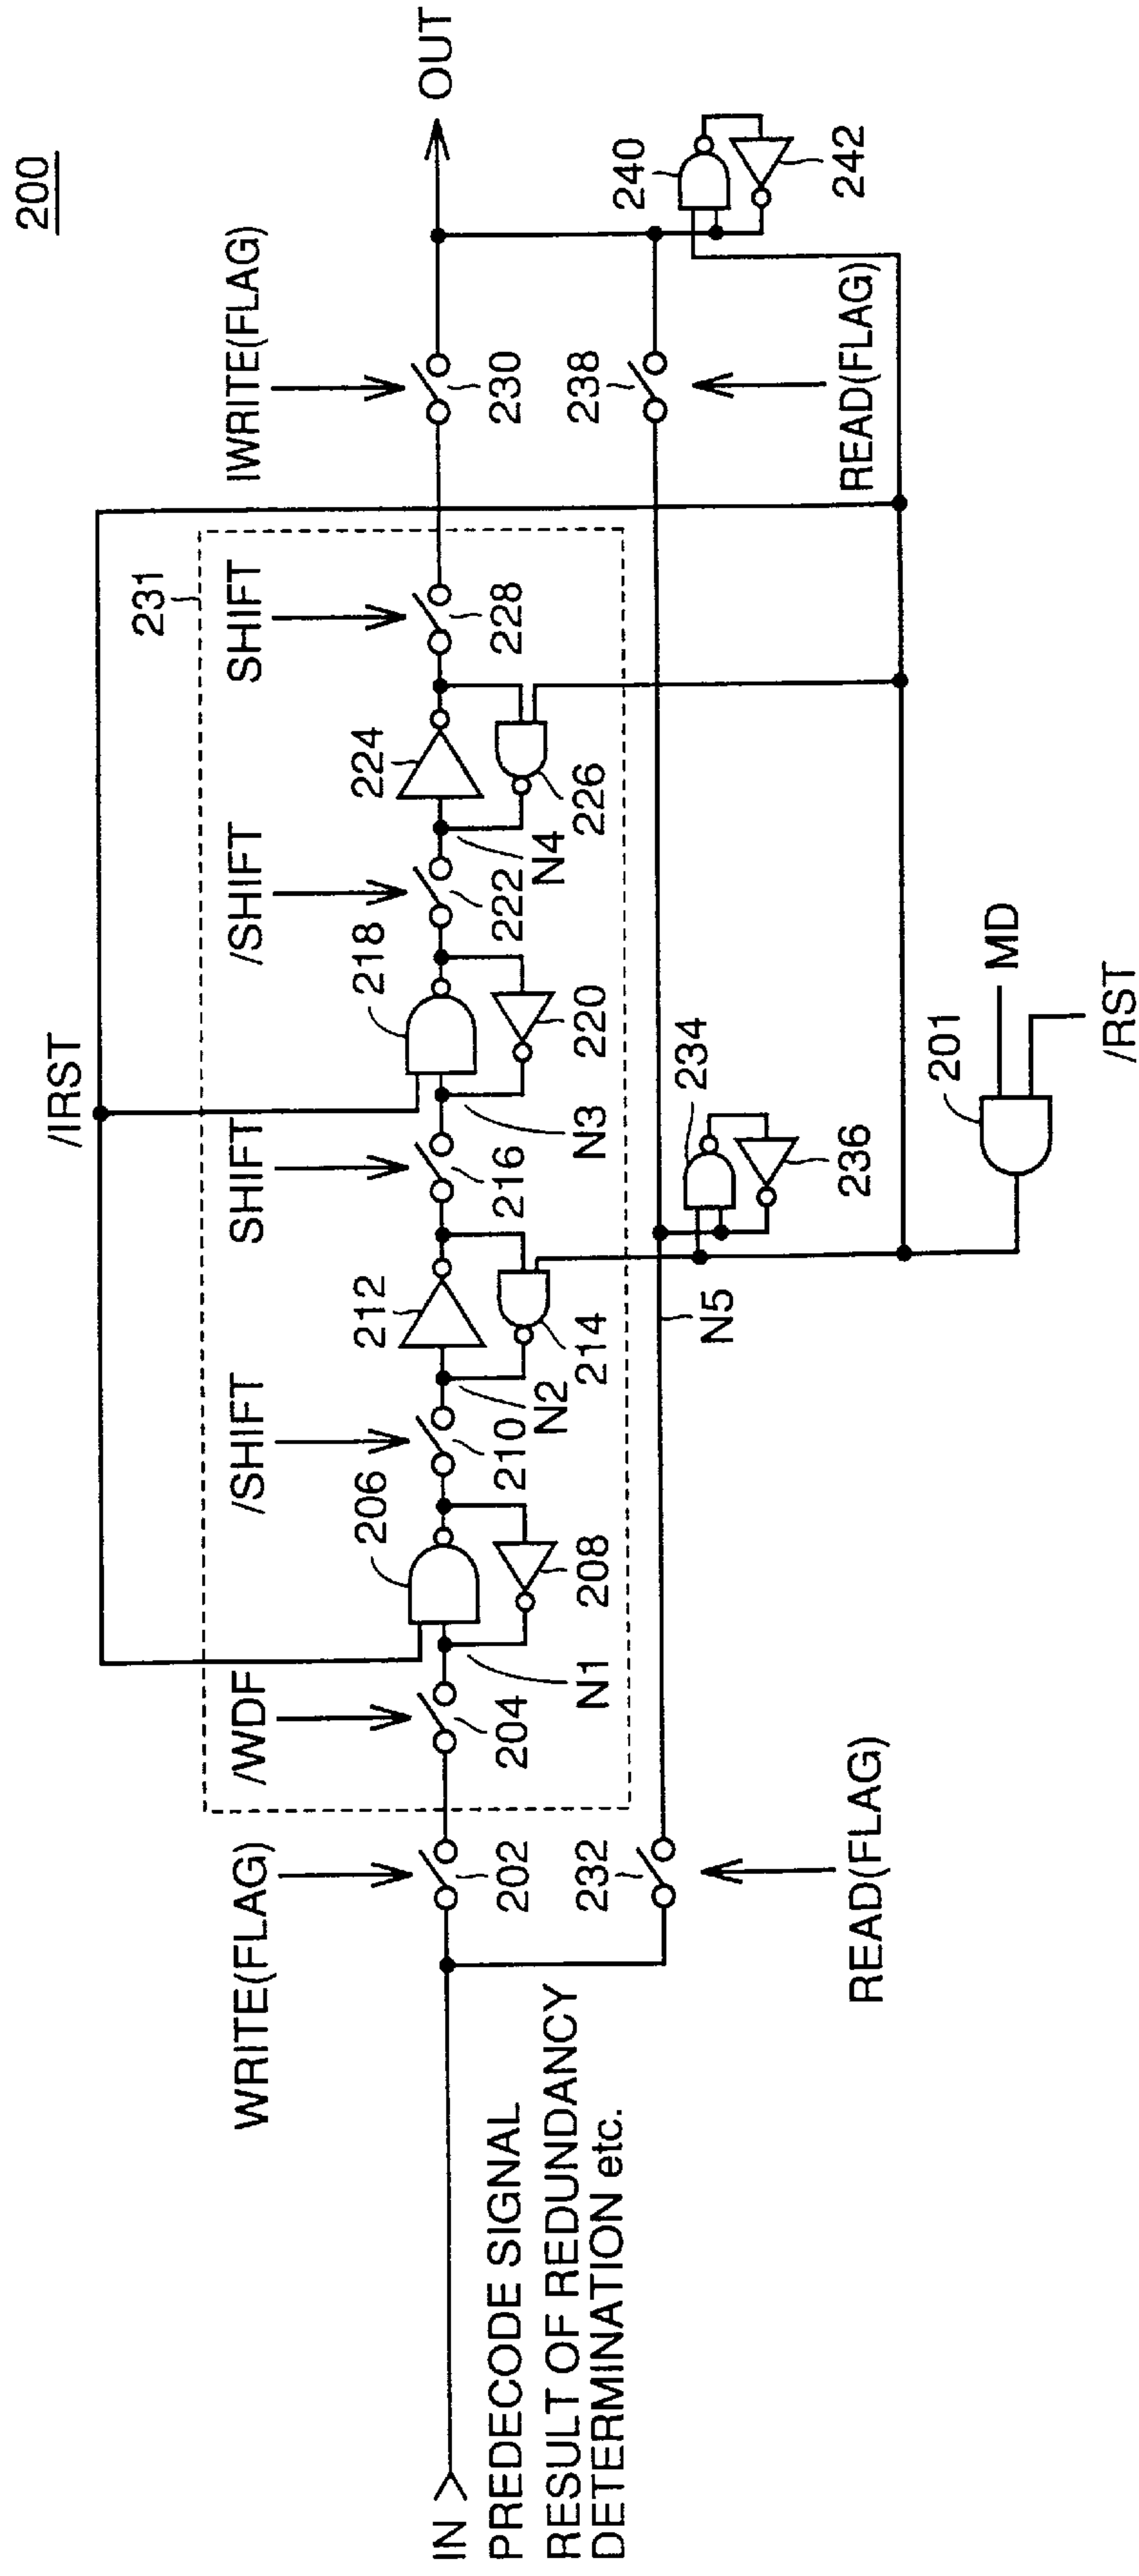 200
WRITE(FLAG)
/WDF
/SHIFT
SHIFT
/SHIFT
SHIFT
IWRITE(FLAG)
/IRST
231
IN
OUT
PREDECODE SIGNAL
RESULT OF REDUNDANCY
DETERMINATION etc.
202
204
206
208
N1
210
N2
212
214
216
N3
218
220
222
N4
224
226
228
230
232
N5
234
236
238
240
242
READ(FLAG)
READ(FLAG)
201
MD
/RST